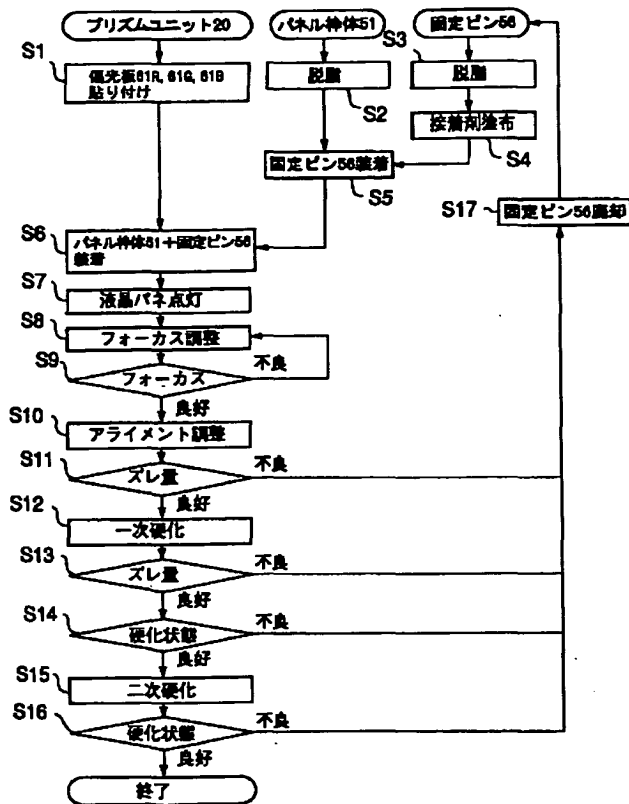 プリズムユニット20
パネル枠体51
固定ピン56
S1
偏光板61R, 61G, 61B
貼り付け
脱脂
S2
S3
脱脂
接着剤塗布
S4
固定ピン56装着
S5
S17
固定ピン56廃却
S6
パネル枠体51+固定ピン56
装着
S7
液晶パネ点灯
S8
フォーカス調整
S9
フォーカス
不良
良好
S10
アライメント調整
S11
ズレ量
不良
良好
S12
一次硬化
S13
ズレ量
不良
良好
S14
硬化状態
不良
良好
S15
二次硬化
S16
硬化状態
不良
良好
終了